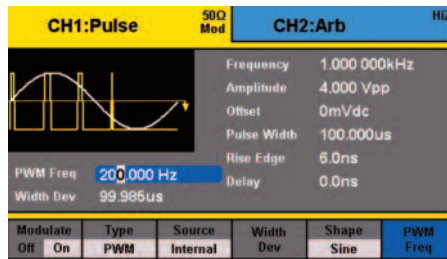 CH1:Pulse
50Ω
Mod
CH2:Arb
HiZ
Frequency 1.000 000kHz
Amplitude 4.000 Vpp
Offset 0mVdc
Pulse Width 100.000us
Rise Edge 6.0ns
Delay 0.0ns
PWM Freq 200.000 Hz
Width Dev 99.985us
Modulate Type Source Width Shape PWM
Off On PWM Internal Dev Sine Freq